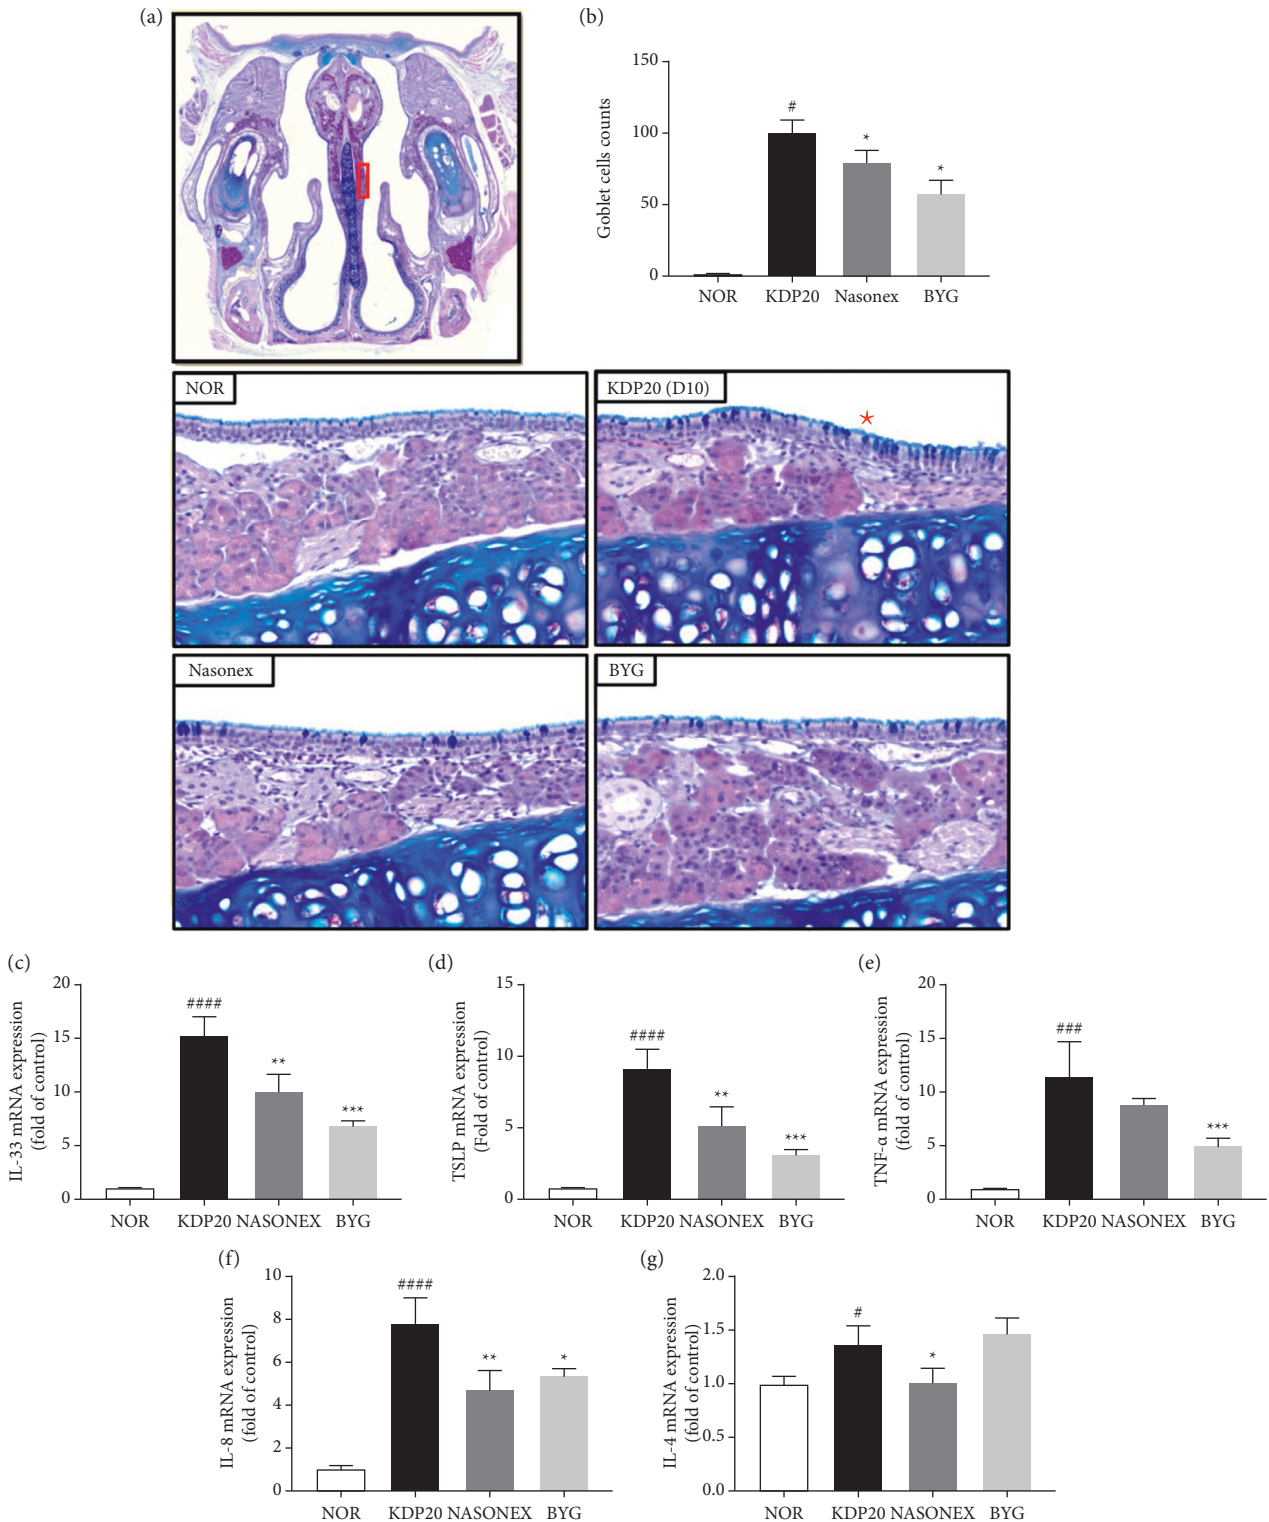 (a)
(b)
Goblet cells counts
150
100
50
0
#
*
*
NOR KDP20 Nasonex BYG
NOR
KDP20 (D10)
Nasonex
BYG
(c)
IL-33 mRNA expression
(fold of control)
20
15
10
5
0
####
**
***
NOR KDP20 NASONEX BYG
(d)
TSLP mRNA expression
(Fold of control)
15
10
5
0
####
**
***
NOR KDP20 NASONEX BYG
(e)
TNF-α mRNA expression
(fold of control)
20
15
10
5
0
###
***
NOR KDP20 NASONEX BYG
(f)
IL-8 mRNA expression
(fold of control)
10
8
6
4
2
0
####
**
*
NOR KDP20 NASONEX BYG
(g)
IL-4 mRNA expression
(fold of control)
2.0
1.5
1.0
0.5
0.0
#
*
NOR KDP20 NASONEX BYG